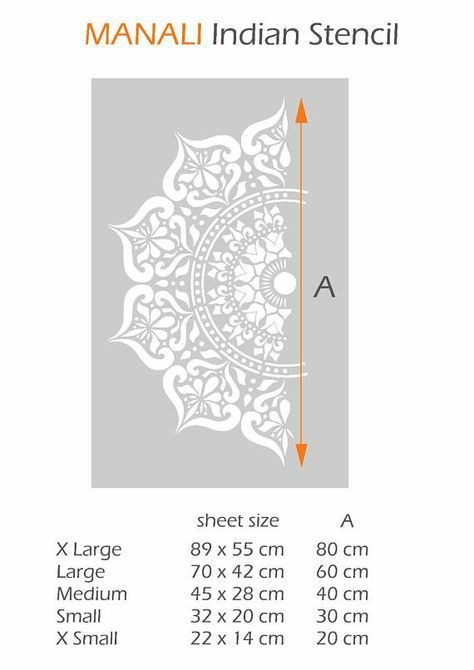 MANALI Indian Stencil
A
sheet size A
X Large 89 x 55 cm 80 cm
Large 70 x 42 cm 60 cm
Medium 45 x 28 cm 40 cm
Small 32 x 20 cm 30 cm
X Small 22 x 14 cm 20 cm